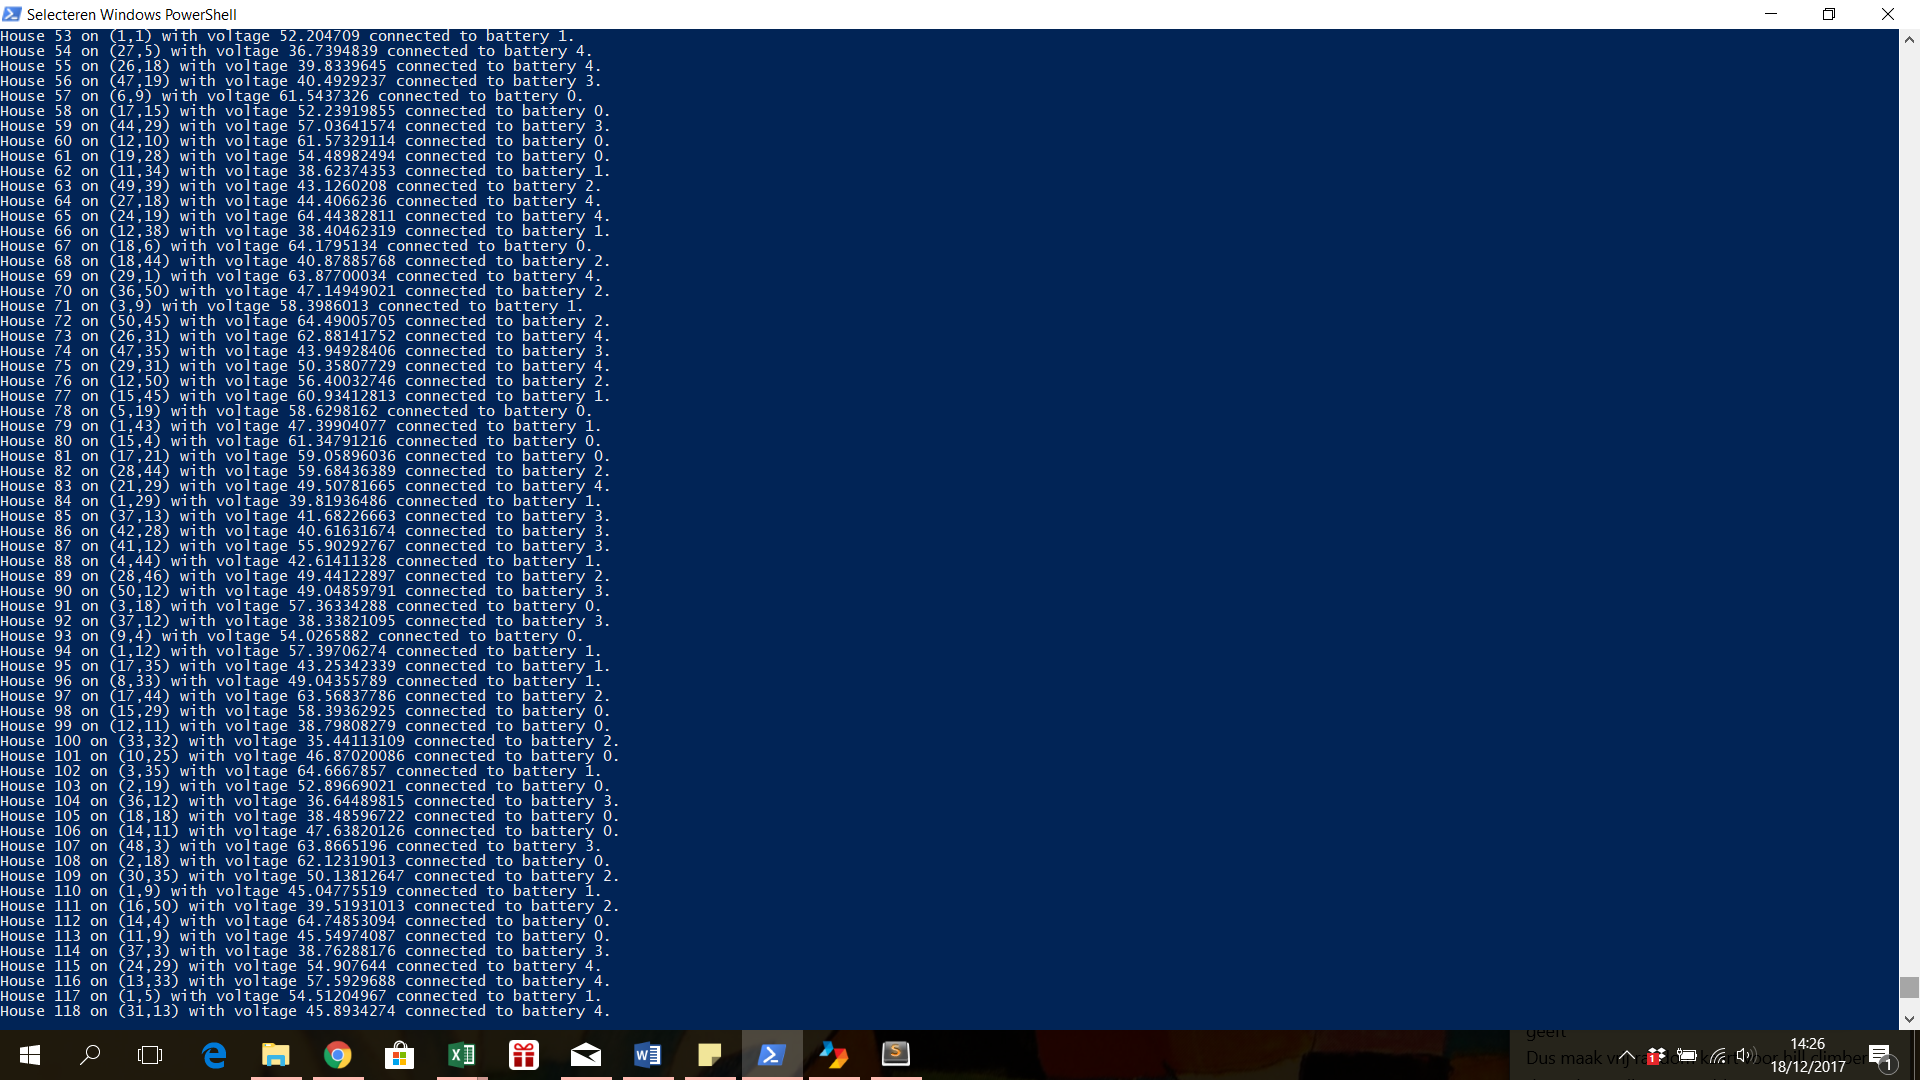 Selecteren Windows PowerShell
House 53 on (1,1) with voltage 52.204709 connected to battery 1.
House 54 on (27,5) with voltage 36.7394839 connected to battery 4.
House 55 on (26,18) with voltage 39.8339645 connected to battery 4.
House 56 on (47,19) with voltage 40.4929237 connected to battery 3.
House 57 on (6,9) with voltage 61.5437326 connected to battery 0.
House 58 on (17,15) with voltage 52.23919855 connected to battery 0.
House 59 on (44,29) with voltage 57.03641574 connected to battery 3.
House 60 on (12,10) with voltage 61.57329114 connected to battery 0.
House 61 on (19,28) with voltage 54.48982494 connected to battery 0.
House 62 on (11,34) with voltage 38.62374353 connected to battery 1.
House 63 on (49,39) with voltage 43.1260208 connected to battery 2.
House 64 on (27,18) with voltage 44.4066236 connected to battery 4.
House 65 on (24,19) with voltage 64.44382811 connected to battery 4.
House 66 on (12,38) with voltage 38.40462319 connected to battery 1.
House 67 on (18,6) with voltage 64.1795134 connected to battery 0.
House 68 on (18,44) with voltage 40.87885768 connected to battery 2.
House 69 on (29,1) with voltage 63.87700034 connected to battery 4.
House 70 on (36,50) with voltage 47.14949021 connected to battery 2.
House 71 on (3,9) with voltage 58.3986013 connected to battery 1.
House 72 on (50,45) with voltage 64.49005705 connected to battery 2.
House 73 on (26,31) with voltage 62.88141752 connected to battery 4.
House 74 on (47,35) with voltage 43.94928406 connected to battery 3.
House 75 on (29,31) with voltage 50.35807729 connected to battery 4.
House 76 on (12,50) with voltage 56.40032746 connected to battery 2.
House 77 on (15,45) with voltage 60.93412813 connected to battery 1.
House 78 on (5,19) with voltage 58.6298162 connected to battery 0.
House 79 on (1,43) with voltage 47.39904077 connected to battery 1.
House 80 on (15,4) with voltage 61.34791216 connected to battery 0.
House 81 on (17,21) with voltage 59.05896036 connected to battery 0.
House 82 on (28,44) with voltage 59.68436389 connected to battery 2.
House 83 on (21,29) with voltage 49.50781665 connected to battery 4.
House 84 on (1,29) with voltage 39.81936486 connected to battery 1.
House 85 on (37,13) with voltage 41.68226663 connected to battery 3.
House 86 on (42,28) with voltage 40.61631674 connected to battery 3.
House 87 on (41,12) with voltage 55.90292767 connected to battery 3.
House 88 on (4,44) with voltage 42.61411328 connected to battery 1.
House 89 on (28,46) with voltage 49.44122897 connected to battery 2.
House 90 on (50,12) with voltage 49.04859791 connected to battery 3.
House 91 on (3,18) with voltage 57.36334288 connected to battery 0.
House 92 on (37,12) with voltage 38.33821095 connected to battery 3.
House 93 on (9,4) with voltage 54.0265882 connected to battery 0.
House 94 on (1,12) with voltage 57.39706274 connected to battery 1.
House 95 on (17,35) with voltage 43.25342339 connected to battery 1.
House 96 on (8,33) with voltage 49.04355789 connected to battery 1.
House 97 on (17,44) with voltage 63.56837786 connected to battery 2.
House 98 on (15,29) with voltage 58.39362925 connected to battery 0.
House 99 on (12,11) with voltage 38.79808279 connected to battery 0.
House 100 on (33,32) with voltage 35.44113109 connected to battery 2.
House 101 on (10,25) with voltage 46.87020086 connected to battery 0.
House 102 on (3,35) with voltage 64.6667857 connected to battery 1.
House 103 on (2,19) with voltage 52.89669021 connected to battery 0.
House 104 on (36,12) with voltage 36.64489815 connected to battery 3.
House 105 on (18,18) with voltage 38.48596722 connected to battery 0.
House 106 on (14,11) with voltage 47.63820126 connected to battery 0.
House 107 on (48,3) with voltage 63.8665196 connected to battery 3.
House 108 on (2,18) with voltage 62.12319013 connected to battery 0.
House 109 on (30,35) with voltage 50.13812647 connected to battery 2.
House 110 on (1,9) with voltage 45.04775519 connected to battery 1.
House 111 on (16,50) with voltage 39.51931013 connected to battery 2.
House 112 on (14,4) with voltage 64.74853094 connected to battery 0.
House 113 on (11,9) with voltage 45.54974087 connected to battery 0.
House 114 on (37,3) with voltage 38.76288176 connected to battery 3.
House 115 on (24,29) with voltage 54.907644 connected to battery 4.
House 116 on (13,33) with voltage 57.5929688 connected to battery 4.
House 117 on (1,5) with voltage 54.51204967 connected to battery 1.
House 118 on (31,13) with voltage 45.8934274 connected to battery 4.
geeft
Dus maak vrij
14:26
18/12/2017
1